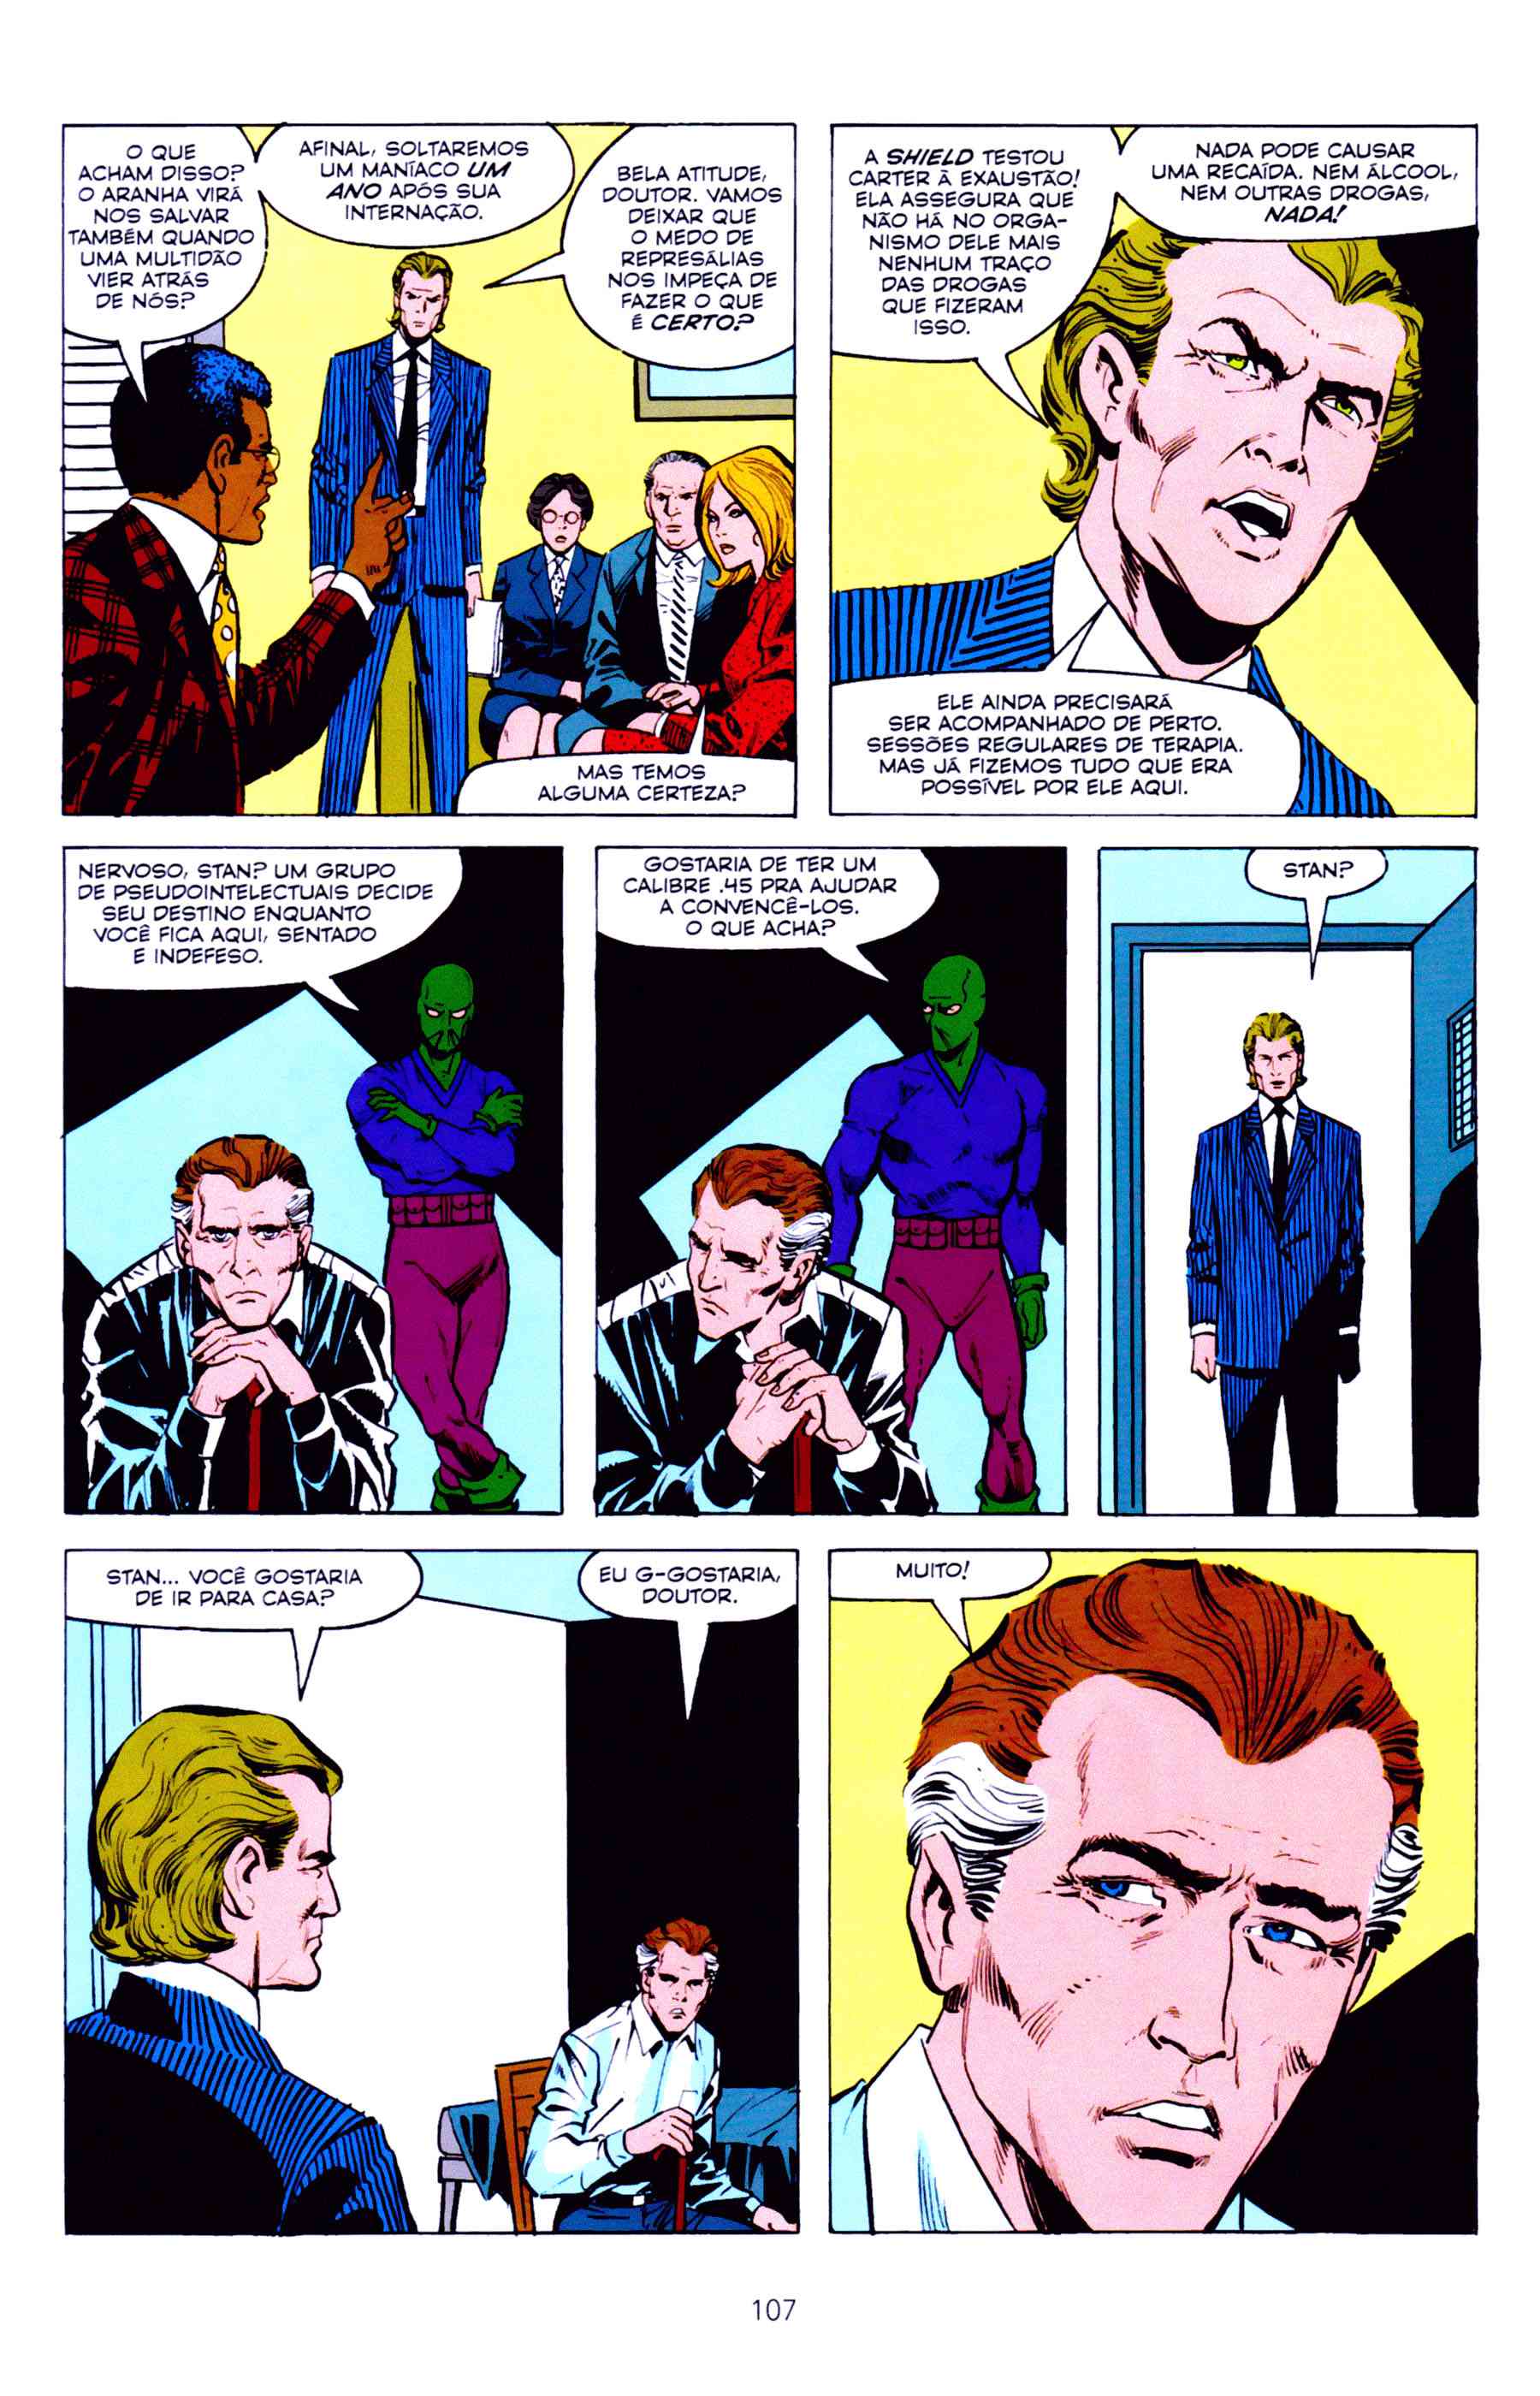 O QUE
ACHAM DISSO?
O ARANHA VIRÁ
NOS SALVAR
TAMBÉM QUANDO
UMA MULTIDÃO
VIER ATRÁS
DE NÓS?
AFINAL, SOLTAREMOS
UM MANÍACO UM
ANO APÓS SUA
INTERNAÇÃO.
BELA ATITUDE,
DOUTOR. VAMOS
DEIXAR QUE
O MEDO DE
REPRESÁLIAS
NOS IMPEÇA DE
FAZER O QUE
É CERTO?
MAS TEMOS
ALGUMA CERTEZA?
A SHIELD TESTOU
CARTER À EXAUSTÃO!
ELA ASSEGURA QUE
NÃO HÁ NO ORGA-
NISMO DELE MAIS
NENHUM TRAÇO
DAS DROGAS
QUE FIZERAM
ISSO.
NADA PODE CAUSAR
UMA RECAÍDA. NEM ÁLCOOL,
NEM OUTRAS DROGAS,
NADA!
ELE AINDA PRECISARÁ
SER ACOMPANHADO DE PERTO.
SESSÕES REGULARES DE TERAPIA.
MAS JÁ FIZEMOS TUDO QUE ERA
POSSÍVEL POR ELE AQUI.
NERVOSO, STAN? UM GRUPO
DE PSEUDOINTELECTUAIS DECIDE
SEU DESTINO ENQUANTO
VOCÊ FICA AQUI, SENTADO
E INDEFESO.
GOSTARIA DE TER UM
CALIBRE .45 PRA AJUDAR
A CONVENCÊ-LOS.
O QUE ACHA?
STAN?
STAN... VOCÊ GOSTARIA
DE IR PARA CASA?
EU G-GOSTARIA,
DOUTOR.
MUITO!
107